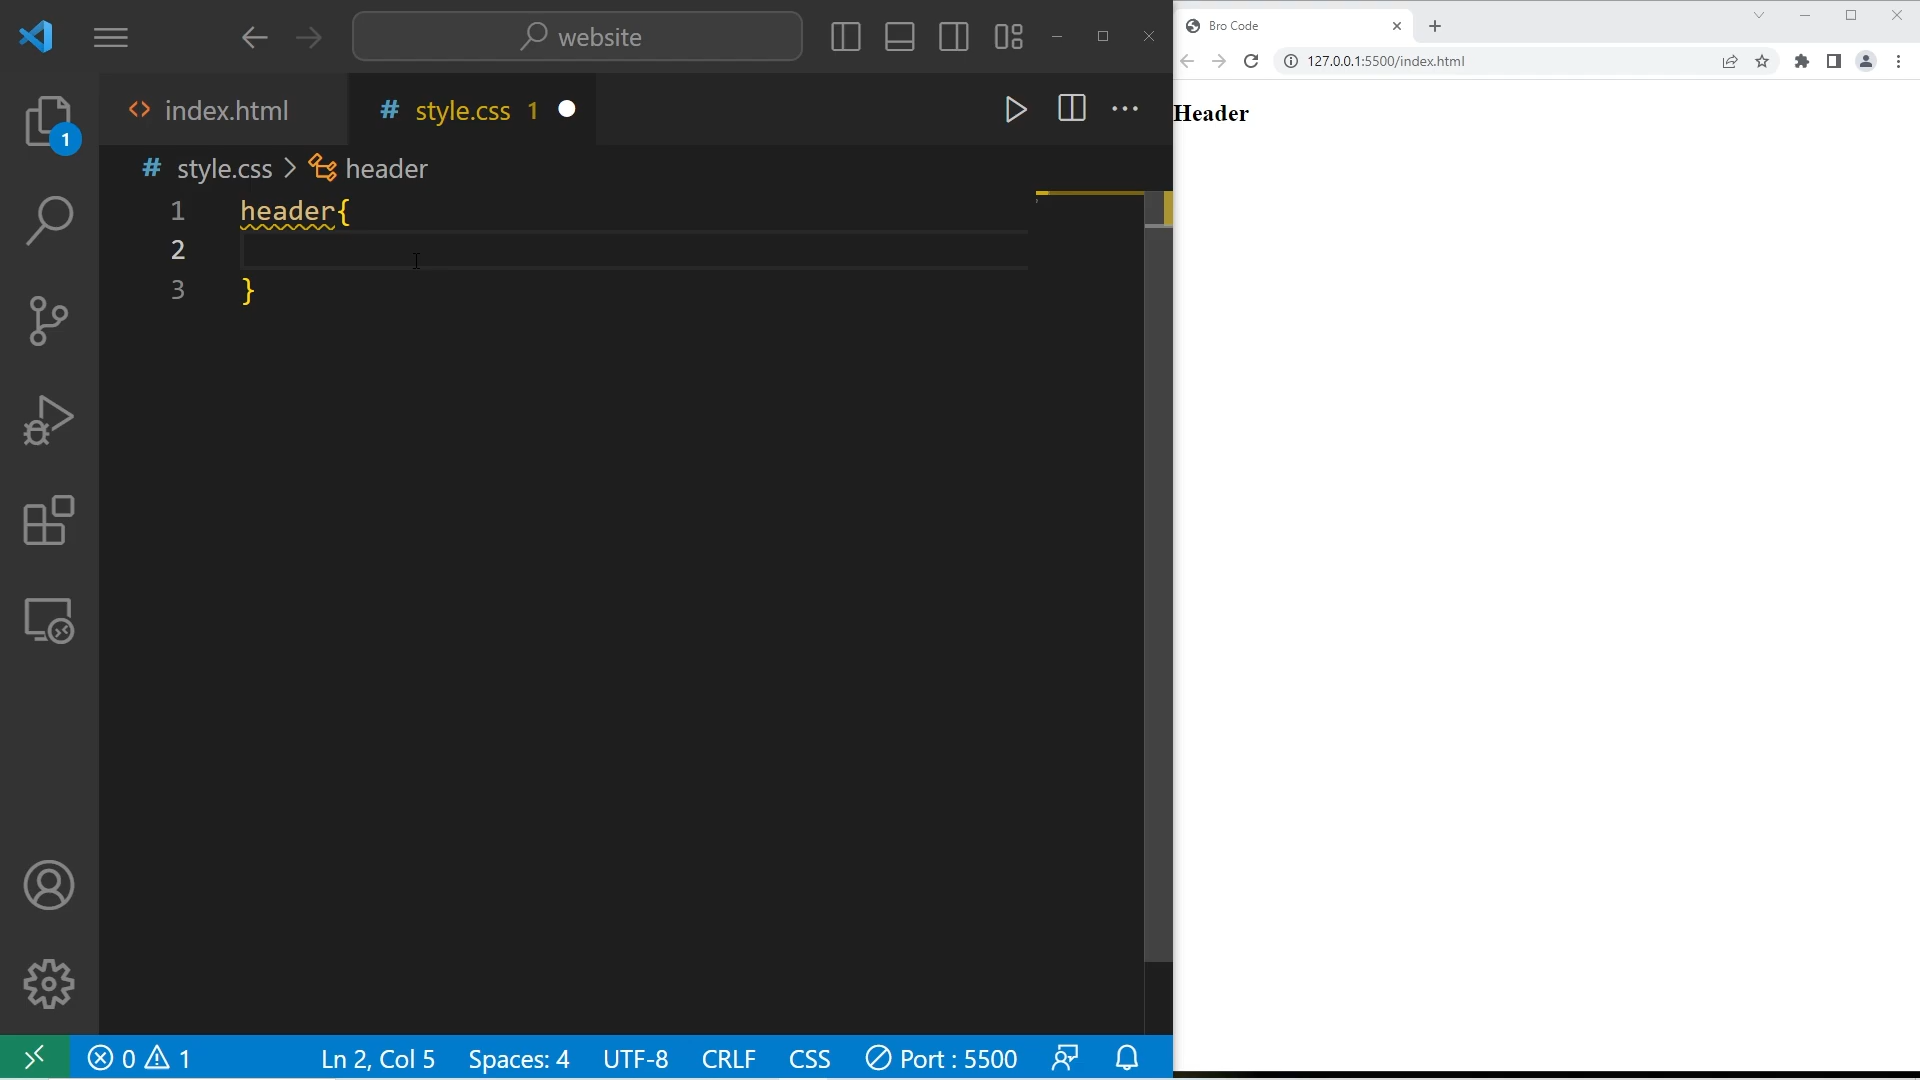 website
index.html
# style.css 1
# style.css > header
1 header{
2
3 }
1
0 1
Ln 2, Col 5
Spaces: 4
UTF-8
CRLF
CSS
Port : 5500
Bro Code
127.0.0.1:5500/index.html
Header